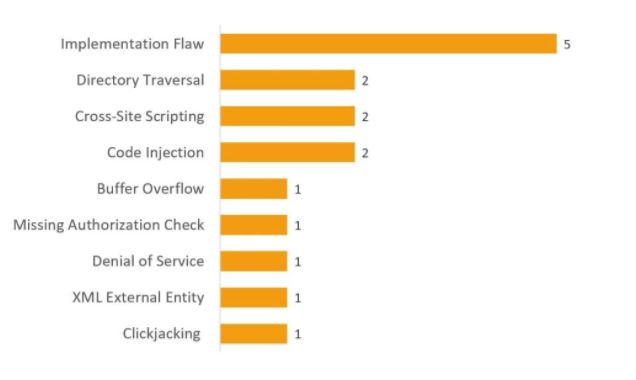 Implementation Flaw 5
Directory Traversal 2
Cross-Site Scripting 2
Code Injection 2
Buffer Overflow 1
Missing Authorization Check 1
Denial of Service 1
XML External Entity 1
Clickjacking 1